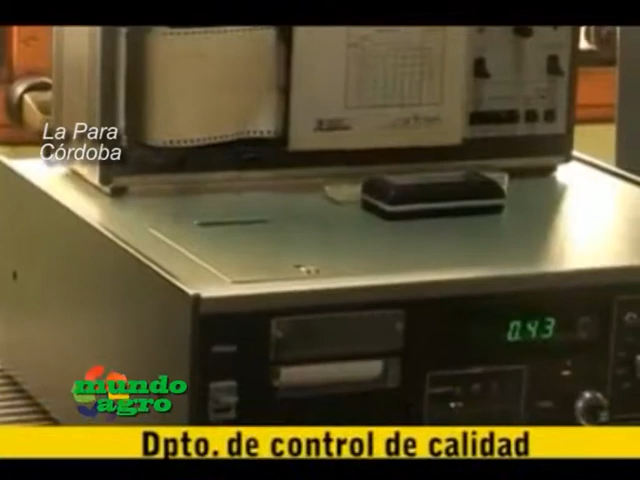 La Para
Córdoba
0.43
mundo
agro
Dpto. de control de calidad